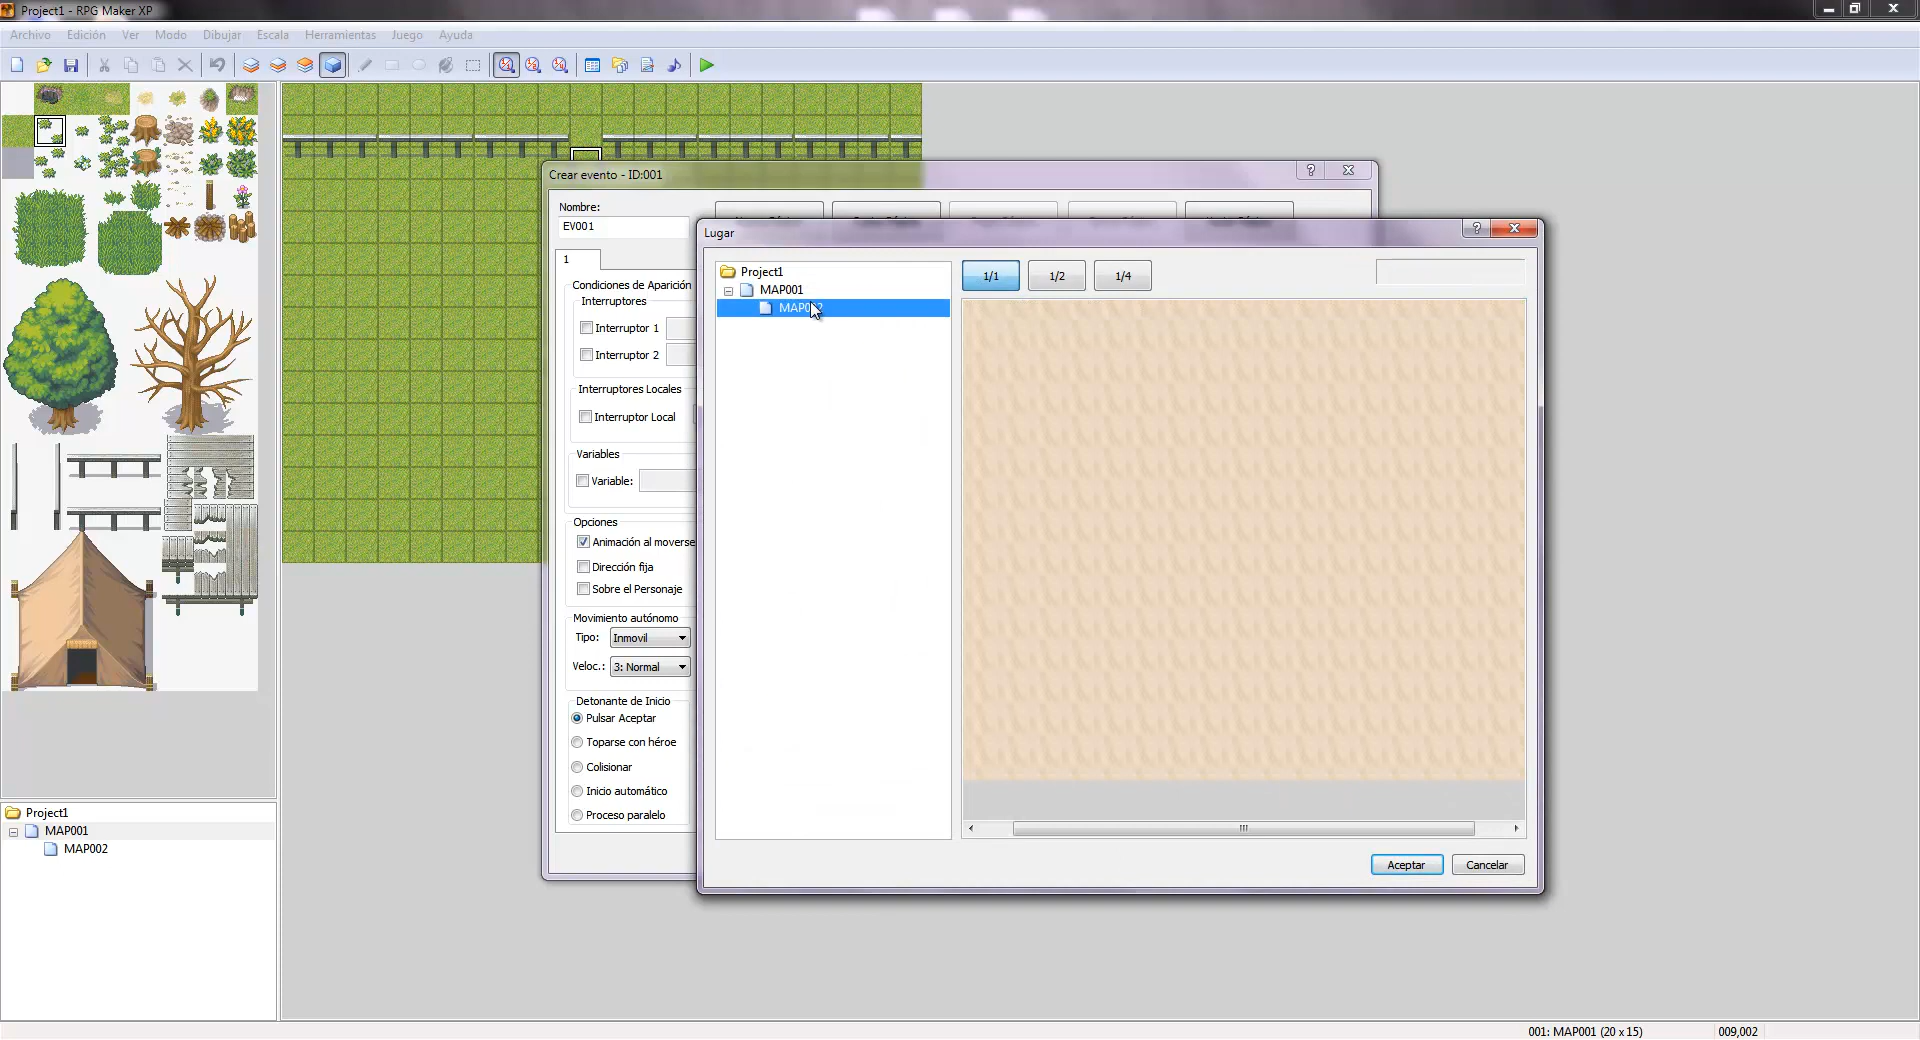 Project1 - RPG Maker XP
Archivo Edición Ver Modo Dibujar Escala Herramientas Juego Ayuda
Crear evento - ID:001
Nombre:
EV001
1
Condiciones de Aparición
Interruptores
Interruptor 1
Interruptor 2
Interruptores Locales
Interruptor Local
Variables
Variable:
Opciones
Animación al moverse
Dirección fija
Sobre el Personaje
Movimiento autónomo
Tipo: Inmovil
Veloc.: 3: Normal
Detonante de Inicio
Pulsar Aceptar
Toparse con héroe
Colisionar
Inicio automático
Proceso paralelo
Lugar
Project1
MAP001
MAP002
1/1 1/2 1/4
Aceptar Cancelar
Project1
MAP001
MAP002
001: MAP001 (20 x 15) 009,002